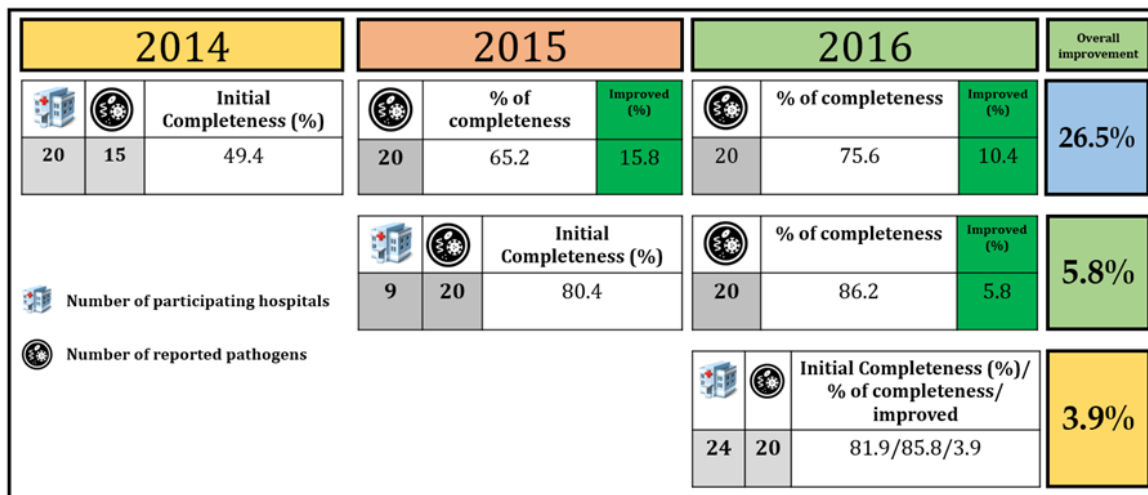 2014
2015
2016
Overall
improvement
Initial
Completeness (%)
% of
completeness
Improved
(%)
% of completeness
Improved
(%)
20
15
49.4
20
65.2
15.8
20
75.6
10.4
26.5%
Initial
Completeness (%)
% of completeness
Improved
(%)
9
20
80.4
20
86.2
5.8
5.8%
Number of participating hospitals
Number of reported pathogens
Initial Completeness (%)/
% of completeness/
improved
24
20
81.9/85.8/3.9
3.9%